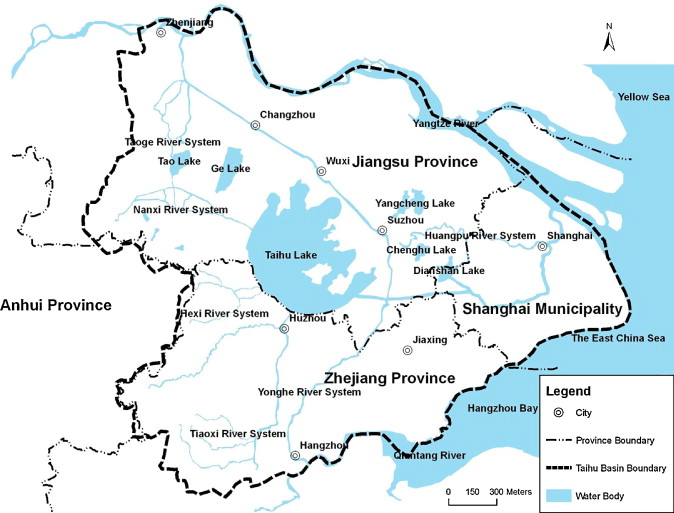 Zhenjiang
N
Yellow Sea
Changzhou
Yangtze River
Taoge River System
Tao Lake
Wuxi
Jiangsu Province
Ge Lake
Yangcheng Lake
Nanxi River System
Suzhou
Huangpu River System
Shanghai
Chenghu Lake
Taihu Lake
Dianshan Lake
Anhui Province
Hexi River System
Shanghai Municipality
Huzhou
Jiaxing
The East China Sea
Zhejiang Province
Yonghe River System
Hangzhou Bay
Tiaoxi River System
Hangzhou
Qiantang River
0 150 300 Meters
Legend
City
Province Boundary
Taihu Basin Boundary
Water Body